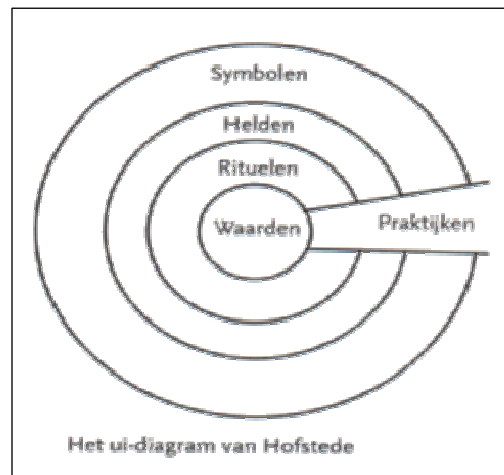 Symbolen
Helden
Rituelen
Waarden
Praktijken
Het ui-diagram van Hofstede